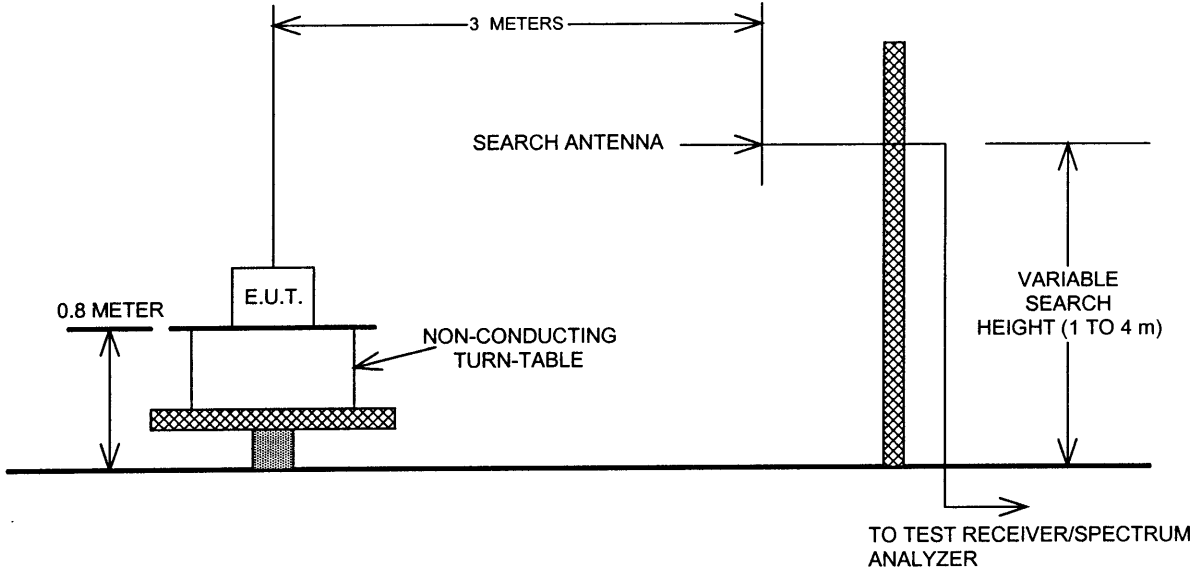 3 METERS
SEARCH ANTENNA
E.U.T.
0.8 METER
NON-CONDUCTING
TURN-TABLE
VARIABLE
SEARCH
HEIGHT (1 TO 4 m)
TO TEST RECEIVER/SPECTRUM
ANALYZER